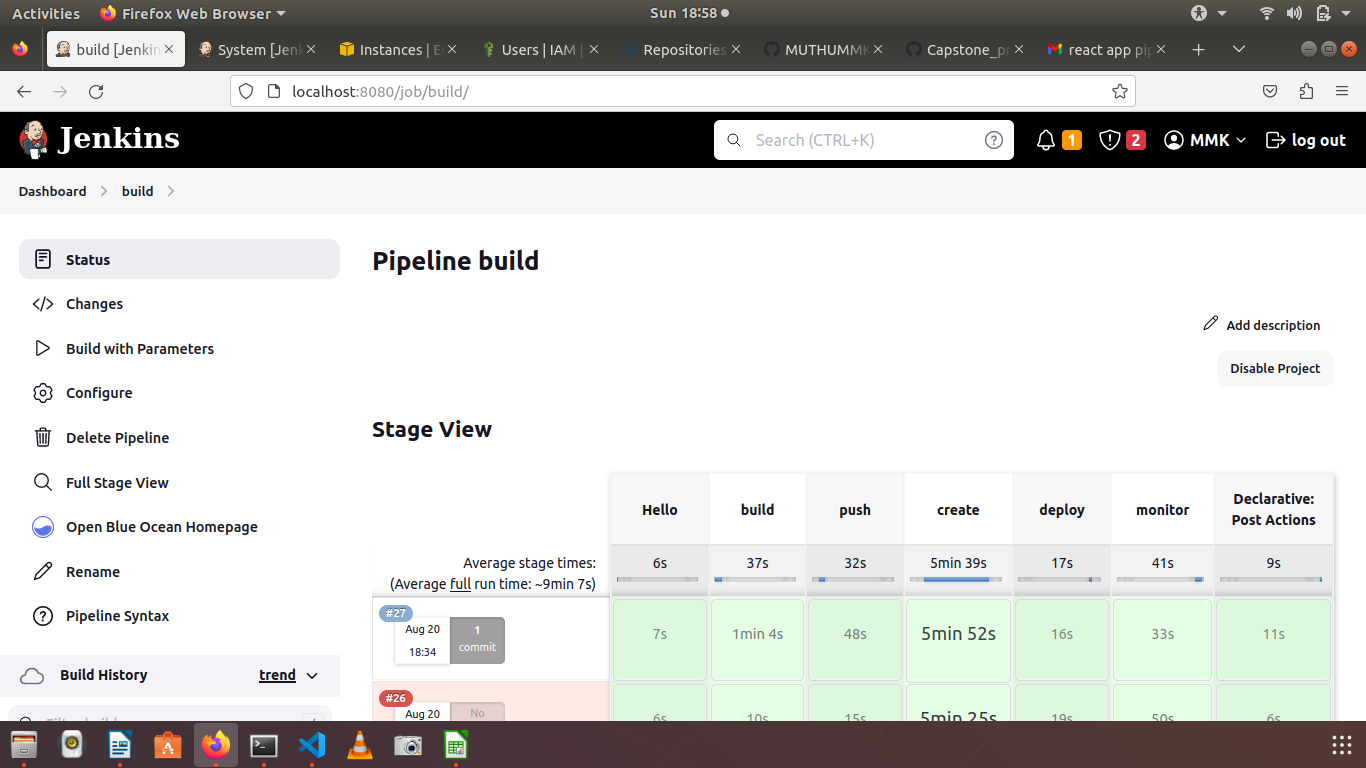 Activities Firefox Web Browser Sun 18:58
build [Jenkin System [Jenk Instances | E Users | IAM | Repositories MUTHUMMK Capstone_pr react app pip
localhost:8080/job/build/
Jenkins Search (CTRL+K) 1 2 MMK log out
Dashboard build
Status
Changes
Build with Parameters
Configure
Delete Pipeline
Full Stage View
Open Blue Ocean Homepage
Rename
Pipeline Syntax
Build History trend
Pipeline build
Add description
Disable Project
Stage View
Hello build push create deploy monitor Declarative:
Post Actions
Average stage times: 6s 37s 32s 5min 39s 17s 41s 9s
(Average full run time: ~9min 7s)
#27
Aug 20 1
18:34 commit
7s 1min 4s 48s 5min 52s 16s 33s 11s
#26
Aug 20 No
6s 10s 15s 5min 25s 19s 50s 6s